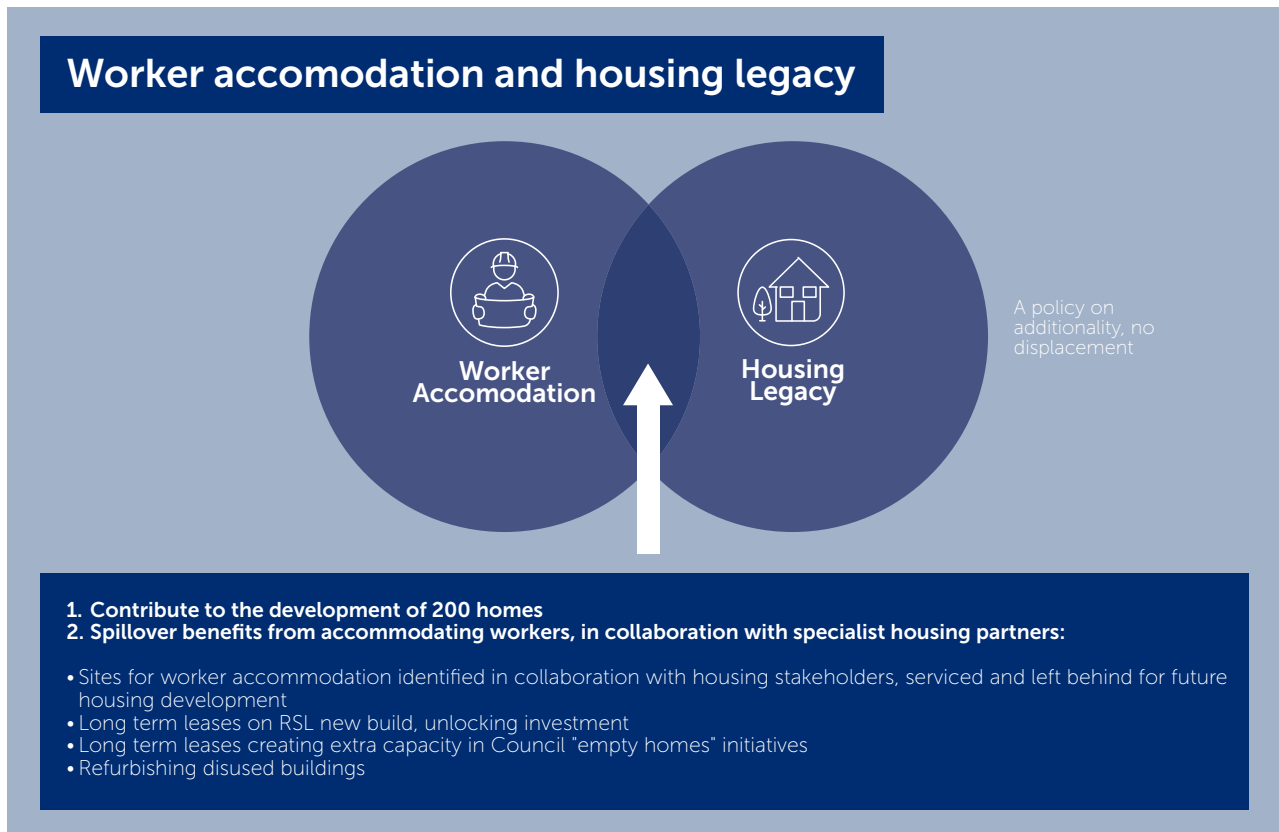 Worker accomodation and housing legacy
Worker
Accomodation
Housing
Legacy
A policy on
additionality, no
displacement
1. Contribute to the development of 200 homes
2. Spillover benefits from accommodating workers, in collaboration with specialist housing partners:
• Sites for worker accommodation identified in collaboration with housing stakeholders, serviced and left behind for future
housing development
• Long term leases on RSL new build, unlocking investment
• Long term leases creating extra capacity in Council "empty homes" initiatives
• Refurbishing disused buildings